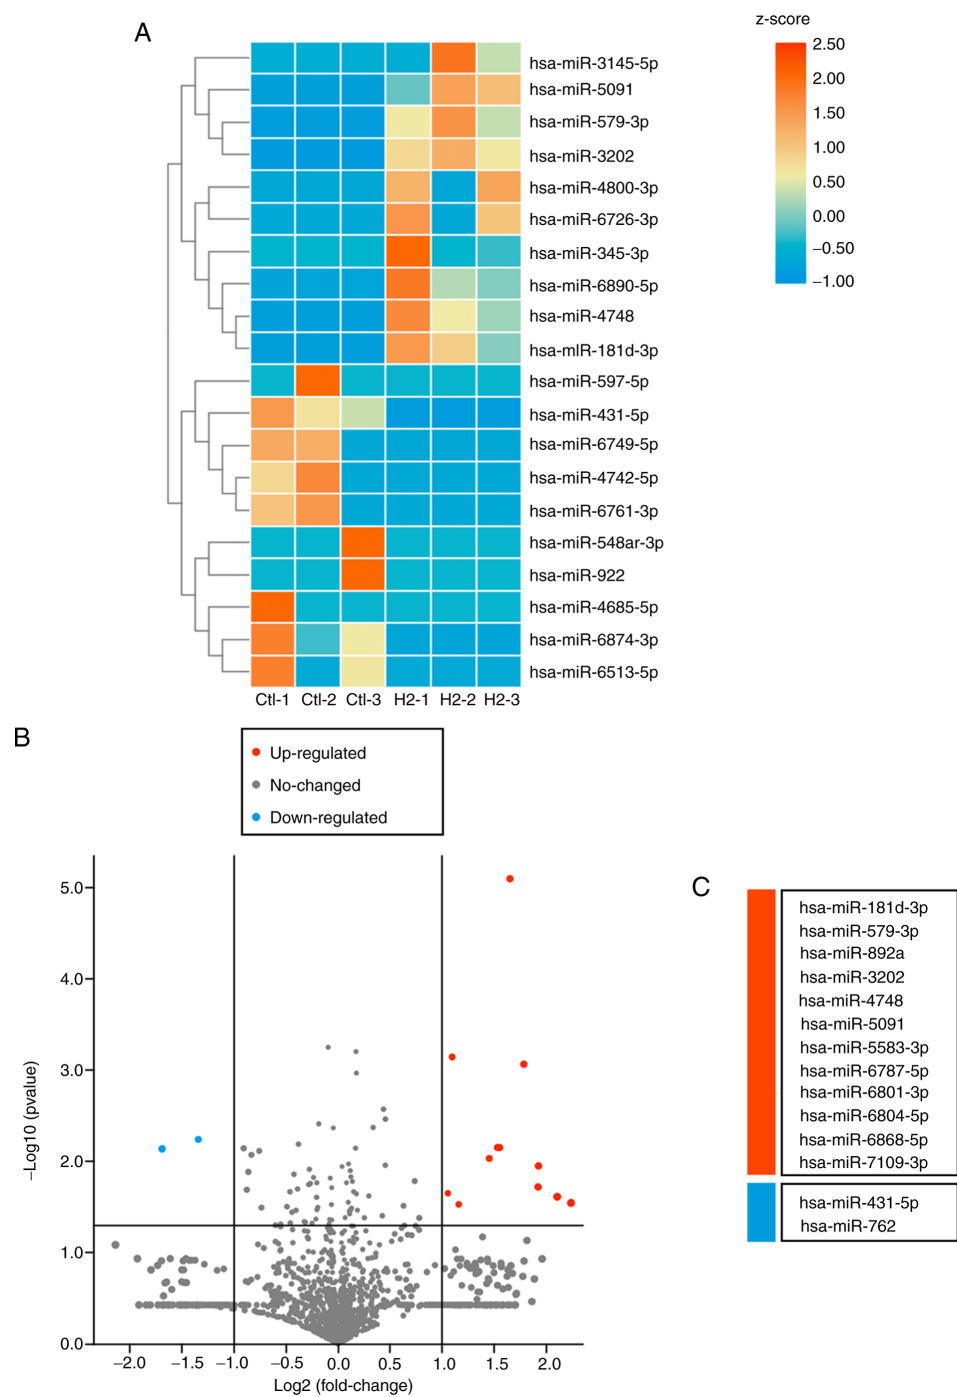 A
z-score
2.50
2.00
1.50
1.00
0.50
0.00
−0.50
−1.00
hsa-miR-3145-5p
hsa-miR-5091
hsa-miR-579-3p
hsa-miR-3202
hsa-miR-4800-3p
hsa-miR-6726-3p
hsa-miR-345-3p
hsa-miR-6890-5p
hsa-miR-4748
hsa-mlR-181d-3p
hsa-miR-597-5p
hsa-miR-431-5p
hsa-miR-6749-5p
hsa-miR-4742-5p
hsa-miR-6761-3p
hsa-miR-548ar-3p
hsa-miR-922
hsa-miR-4685-5p
hsa-miR-6874-3p
hsa-miR-6513-5p
Ctl-1 Ctl-2 Ctl-3 H2-1 H2-2 H2-3
B
Up-regulated
No-changed
Down-regulated
−Log10 (pvalue)
5.0
4.0
3.0
2.0
1.0
0.0
−2.0 −1.5 −1.0 −0.5 0.0 0.5 1.0 1.5 2.0
Log2 (fold-change)
C
hsa-miR-181d-3p
hsa-miR-579-3p
hsa-miR-892a
hsa-miR-3202
hsa-miR-4748
hsa-miR-5091
hsa-miR-5583-3p
hsa-miR-6787-5p
hsa-miR-6801-3p
hsa-miR-6804-5p
hsa-miR-6868-5p
hsa-miR-7109-3p
hsa-miR-431-5p
hsa-miR-762